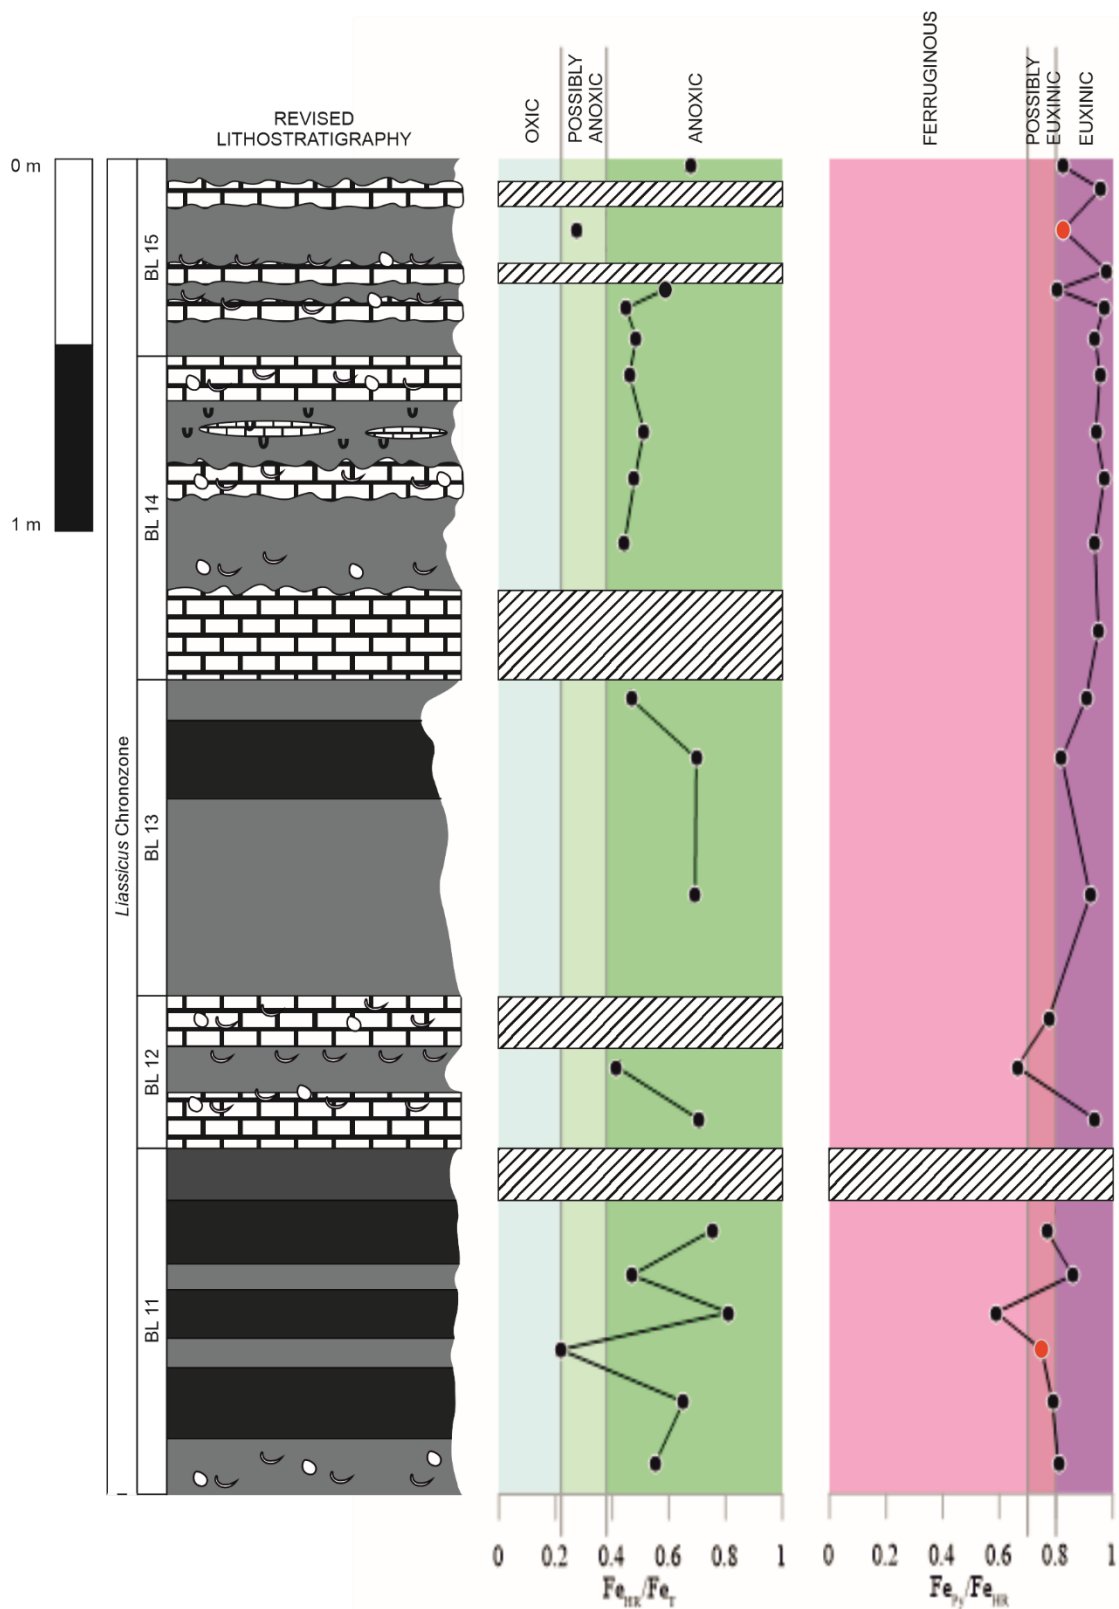 REVISED
LITHOSTRATIGRAPHY
OXIC
POSSIBLY
ANOXIC
ANOXIC
FERRUGINOUS
POSSIBLY
EUXINIC
EUXINIC
0 m
1 m
Liassicus Chronozone
BL 15
BL 14
BL 13
BL 12
BL 11
0 0.2 0.4 0.6 0.8 1
FeHR/FeT
0 0.2 0.4 0.6 0.8 1
FePy/FeHR